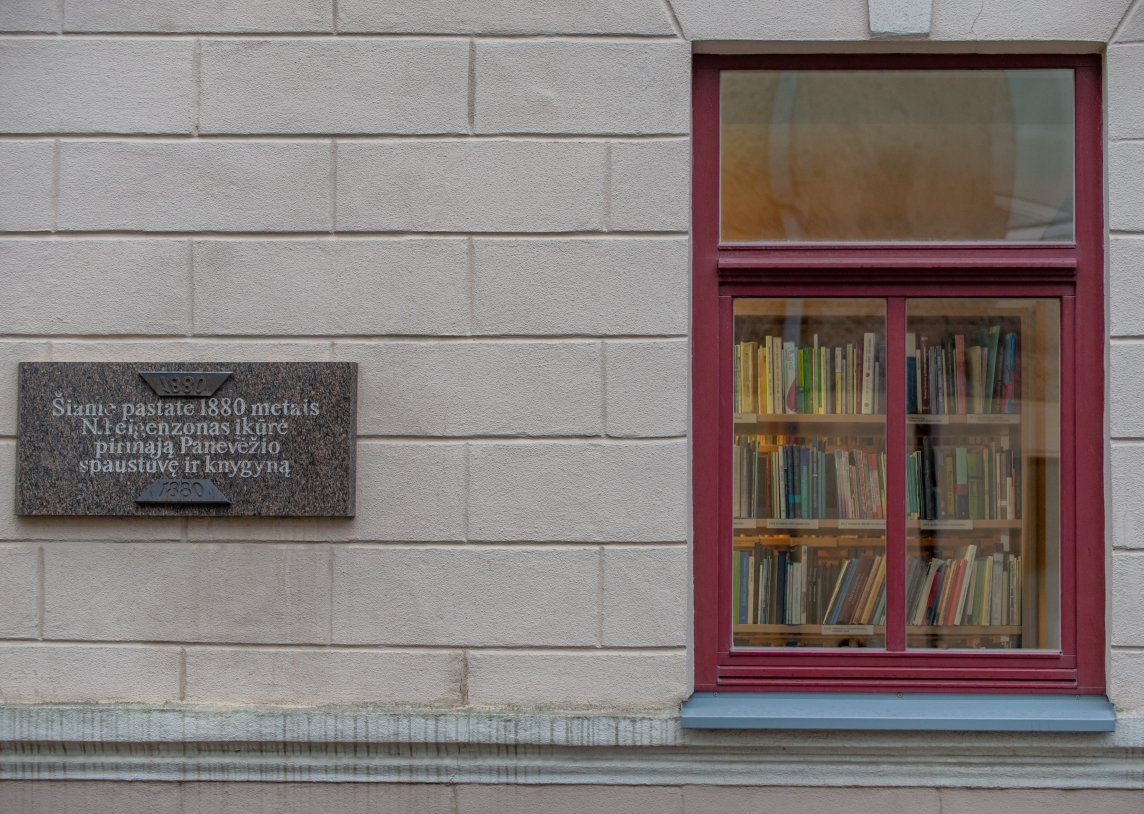 1880
Šiame pastate 1880 metais
N. Feigenzonas įkūrė
pirmąją Panevėžio
spaustuvę ir knygyną
1880